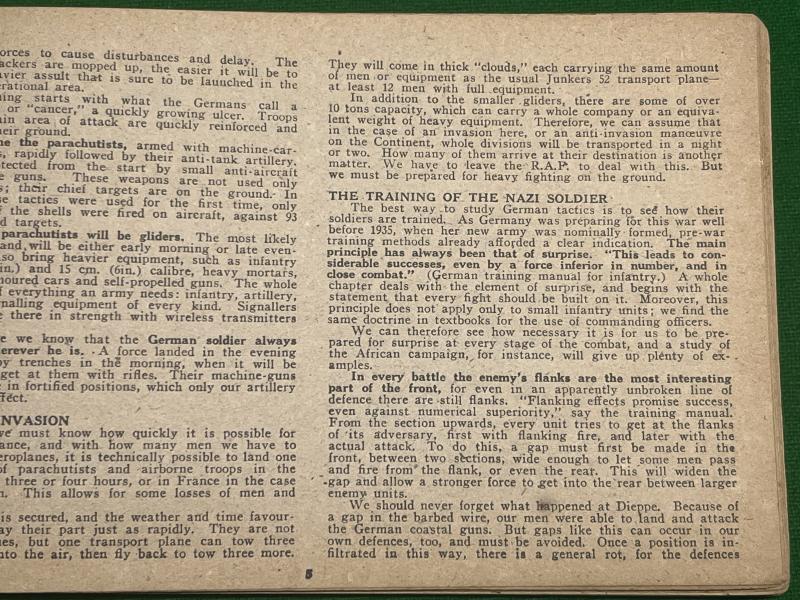 orces to cause disturbances and delay. The
ackers are mopped up, the easier it will be to
avier assult that is sure to be launched in the
rational area.
ning starts with what the Germans call a
or "cancer," a quickly growing ulcer. Troops
in area of attack are quickly reinforced and
heir ground.
ne the parachutists, armed with machine-car-
s, rapidly followed by their anti-tank artillery.
tected from the start by small anti-aircraft
e guns. These weapons are not used only
s; their chief targets are on the ground. In
se tactics were used for the first time, only
f the shells were fired on aircraft, against 93
d targets.
parachutists will be gliders. The most likely
and will be either early morning or late even-
so bring heavier equipment, such as infantry
in.) and 15 cm. (6in.) calibre, heavy mortars,
moured cars and self-propelled guns. The whole
f everything an army needs: infantry, artillery,
nalling equipment of every kind. Signallers
e there in strength with wireless transmitters
e we know that the German soldier always
erever he is. A force landed in the evening
by trenches in the morning, when it will be
get at them with rifles. Their machine-guns
e in fortified positions, which only our artillery
ffect.
INVASION
we must know how quickly it is possible for
ance, and with how many men we have to
eroplanes, it is technically possible to land one
of parachutists and airborne troops in the
three or four hours, or in France in the case
n. This allows for some losses of men and
is secured, and the weather and time favour-
ay their part just as rapidly. They are not
es, but one transport plane can tow three
nto the air, then fly back to tow three more.
They will come in thick "clouds," each carrying the same amount
of men or equipment as the usual Junkers 52 transport plane—
at least 12 men with full equipment.
In addition to the smaller gliders, there are some of over
10 tons capacity, which can carry a whole company or an equiva-
lent weight of heavy equipment. Therefore, we can assume that
in the case of an invasion here, or an anti-invasion manœuvre
on the Continent, whole divisions will be transported in a night
or two. How many of them arrive at their destination is another
matter. We have to leave the R.A.P. to deal with this. But
we must be prepared for heavy fighting on the ground.
THE TRAINING OF THE NAZI SOLDIER
The best way to study German tactics is to see how their
soldiers are trained. As Germany was preparing for this war well
before 1935, when her new army was nominally formed, pre-war
training methods already afforded a clear indication. The main
principle has always been that of surprise. "This leads to con-
siderable successes, even by a force inferior in number, and in
close combat." (German training manual for infantry.) A whole
chapter deals with the element of surprise, and begins with the
statement that every fight should be built on it. Moreover, this
principle does not apply only to small infantry units; we find the
same doctrine in textbooks for the use of commanding officers.
We can therefore see how necessary it is for us to be pre-
pared for surprise at every stage of the combat, and a study of
the African campaign, for instance, will give up plenty of ex-
amples.
In every battle the enemy's flanks are the most interesting
part of the front, for even in an apparently unbroken line of
defence there are still flanks. "Flanking effects promise success,
even against numerical superiority," say the training manual.
From the section upwards, every unit tries to get at the flanks
of its adversary, first with flanking fire, and later with the
actual attack. To do this, a gap must first be made in the
front, between two sections, wide enough to let some men pass
and fire from the flank, or even the rear. This will widen the
gap and allow a stronger force to get into the rear between larger
enemy units.
We should never forget what happened at Dieppe. Because of
a gap in the barbed wire, our men were able to land and attack
the German coastal guns. But gaps like this can occur in our
own defences, too, and must be avoided. Once a position is in-
filtrated in this way, there is a general rot, for the defences
5